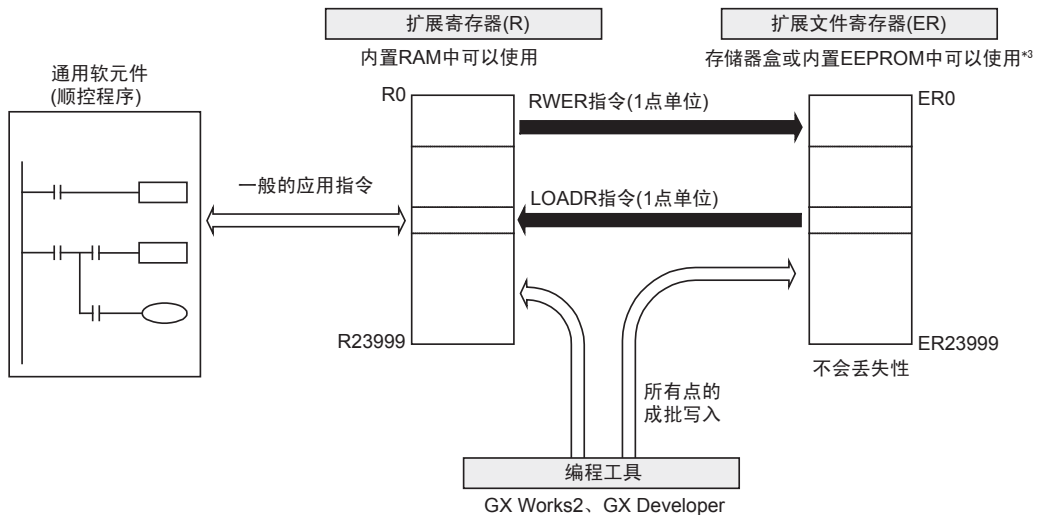 扩展寄存器(R)
内置RAM中可以使用
扩展文件寄存器(ER)
存储器盒或内置EEPROM中可以使用*3
通用软元件
(顺控程序)
R0
ER0
RWER指令(1点单位)
一般的应用指令
LOADR指令(1点单位)
R23999
ER23999
不会丢失性
所有点的
成批写入
编程工具
GX Works2、GX Developer